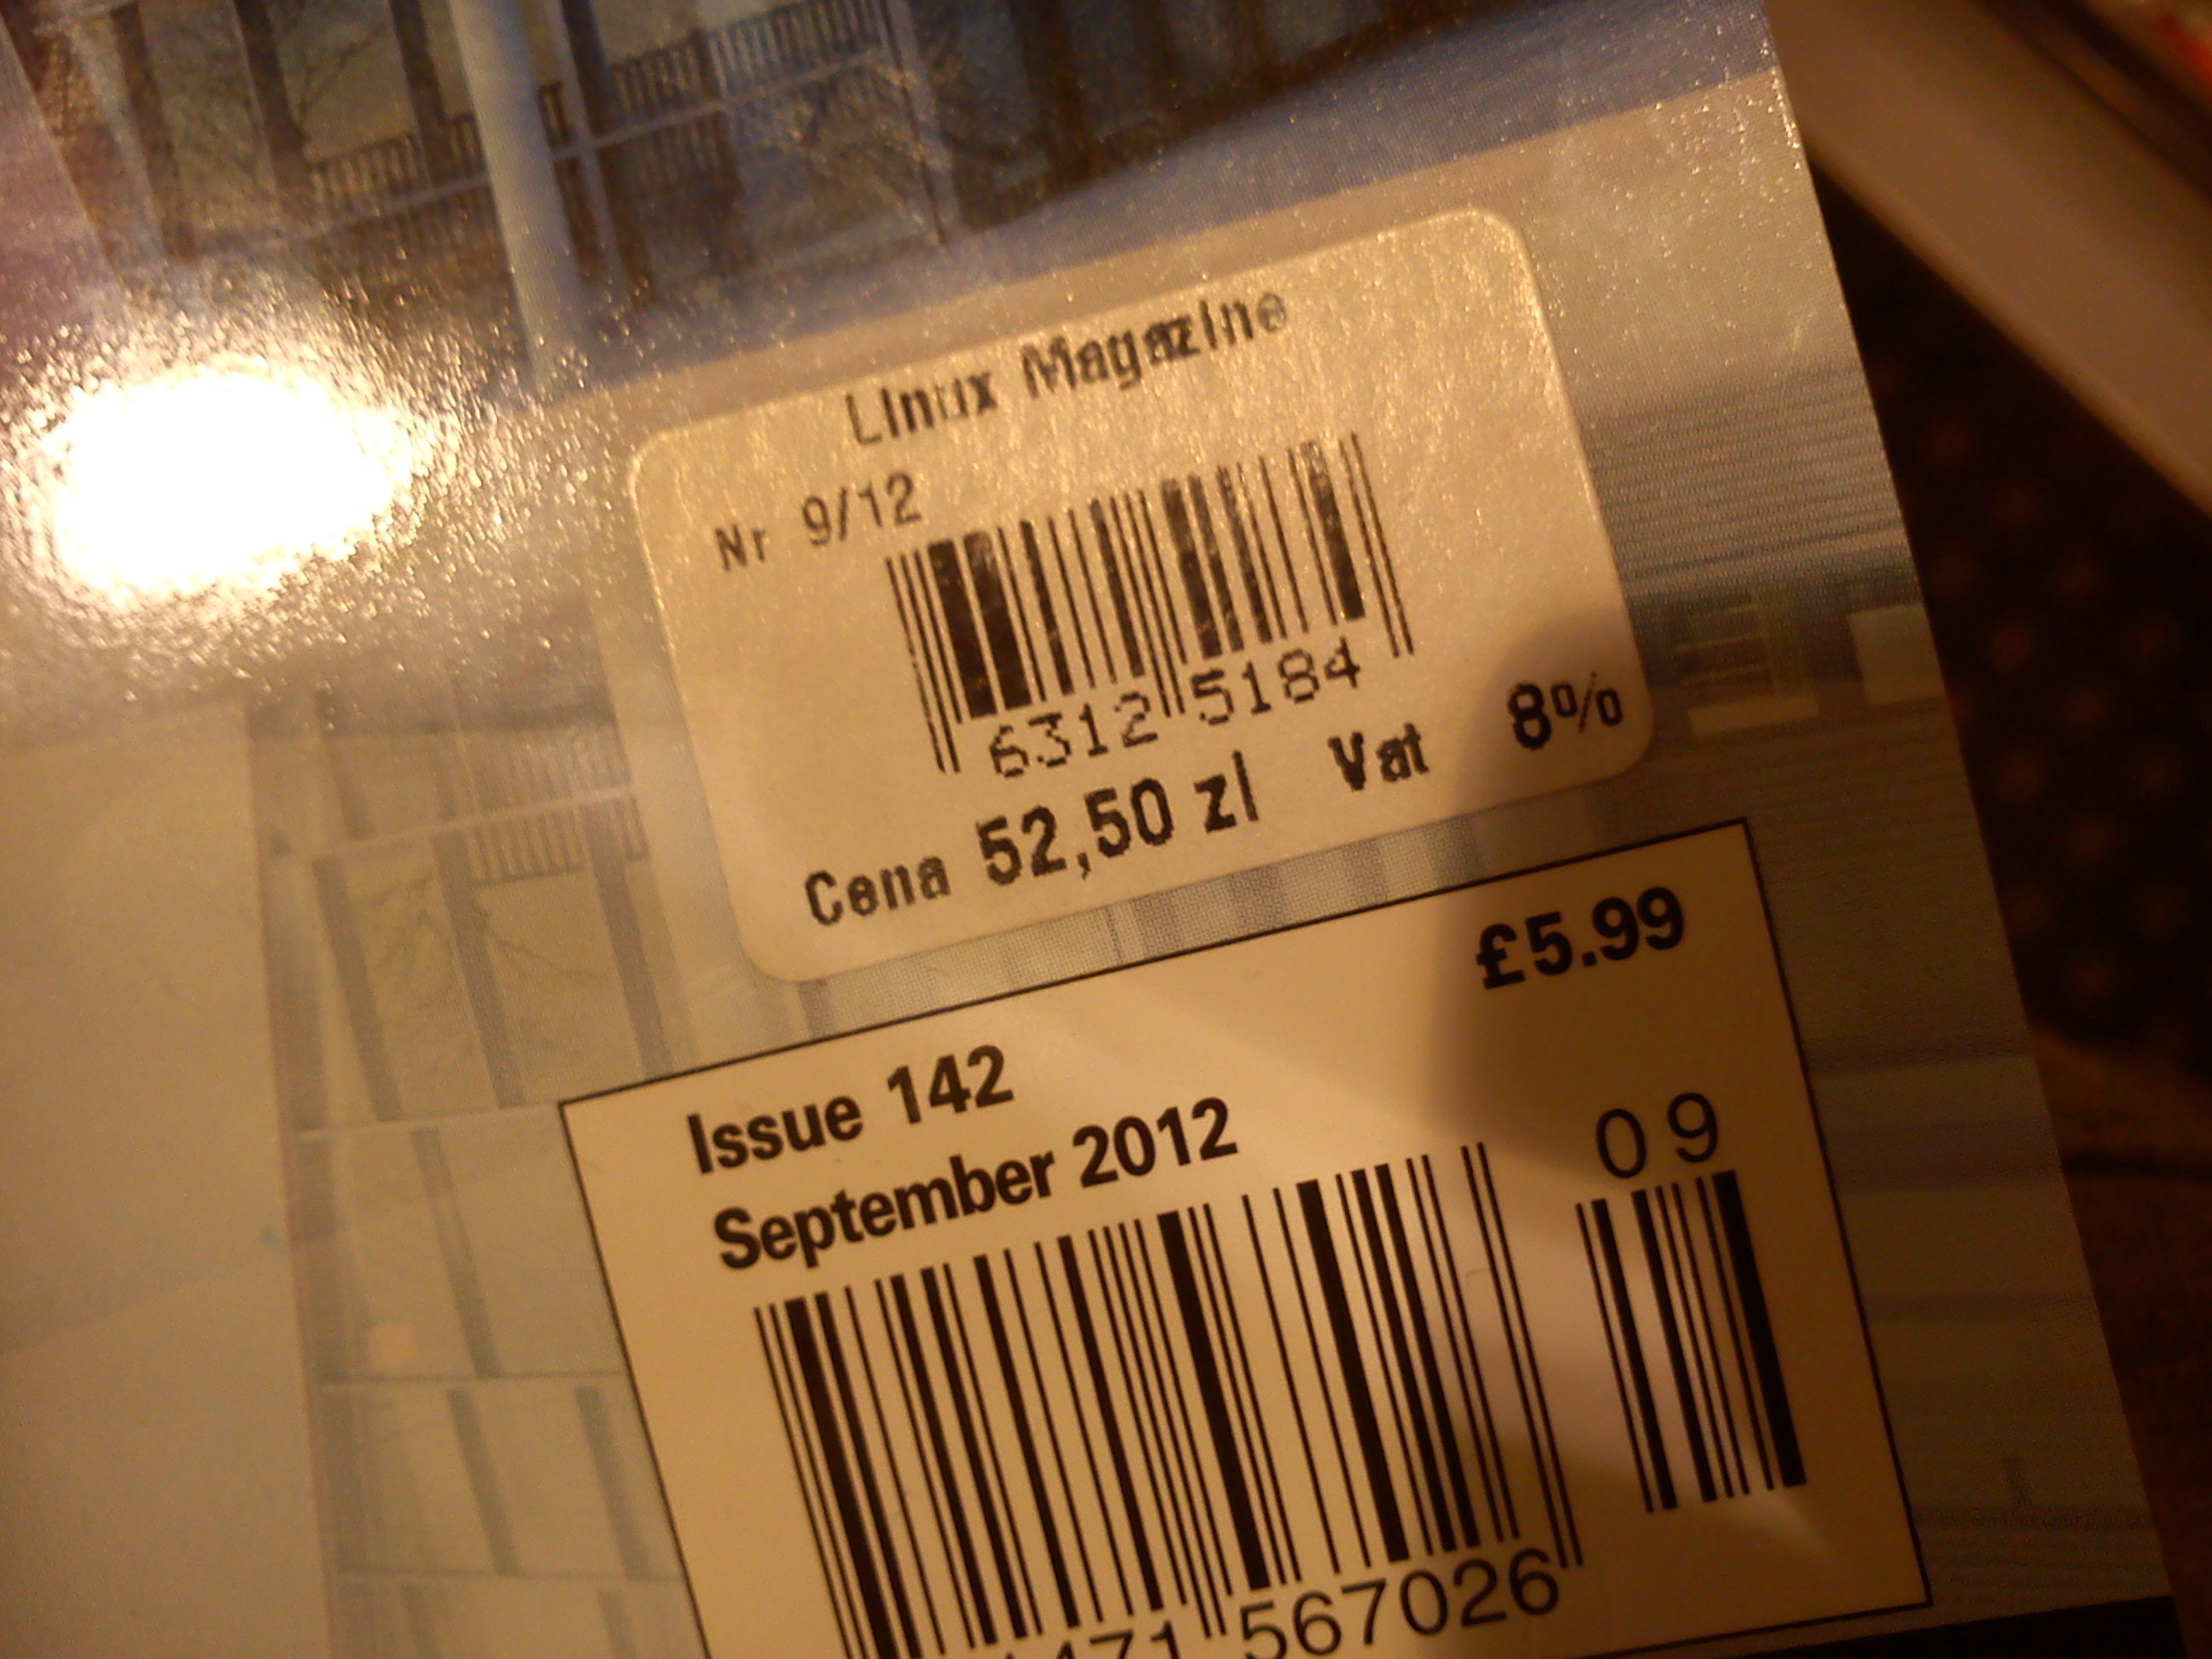 Linux Magazine
Nr 9/12
6312 5184
Cena 52,50 zl Vat 8%
£5.99
Issue 142
September 2012
09
471 567026